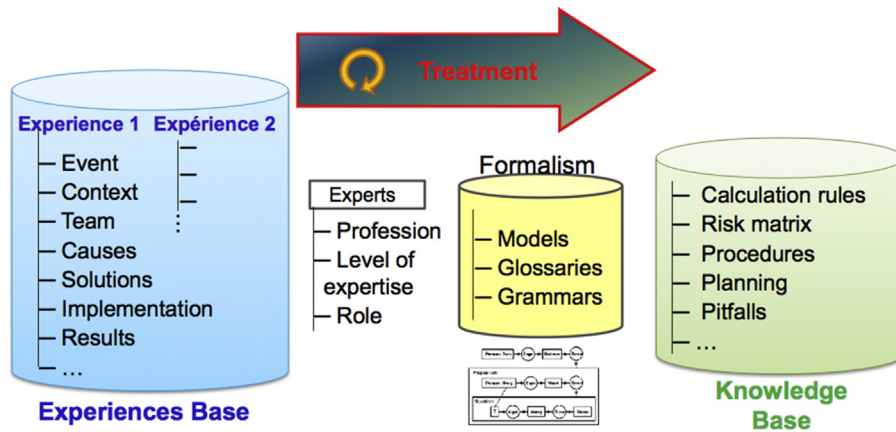 Treatment
Experience 1
Event
Context
Team
Causes
Solutions
Implementation
Results
...
Expérience 2
Experiences Base
Experts
Profession
Level of
expertise
Role
Formalism
Models
Glossaries
Grammars
Calculation rules
Risk matrix
Procedures
Planning
Pitfalls
...
Knowledge
Base